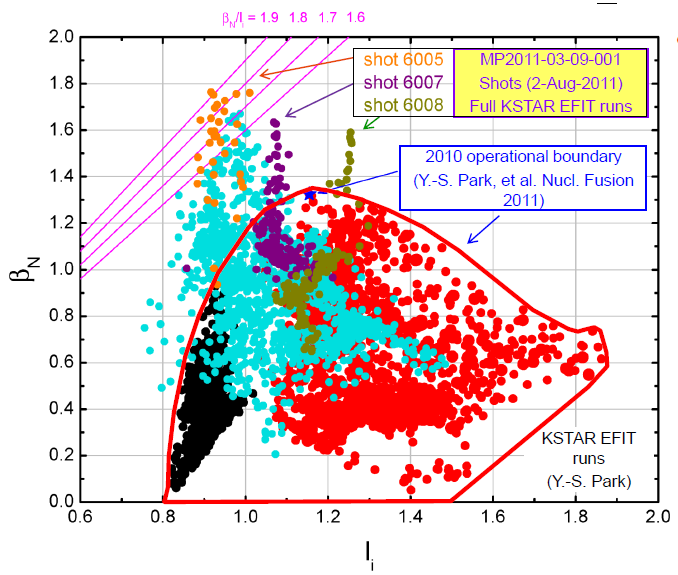 β_N/l_i = 1.9 1.8 1.7 1.6
2.0
1.8
1.6
1.4
1.2
1.0
0.8
0.6
0.4
0.2
0.0
β_N
shot 6005
shot 6007
shot 6008
MP2011-03-09-001
Shots (2-Aug-2011)
Full KSTAR EFIT runs
2010 operational boundary
(Y.-S. Park, et al. Nucl. Fusion
2011)
KSTAR EFIT
runs
(Y.-S. Park)
0.6 0.8 1.0 1.2 1.4 1.6 1.8 2.0
l_i